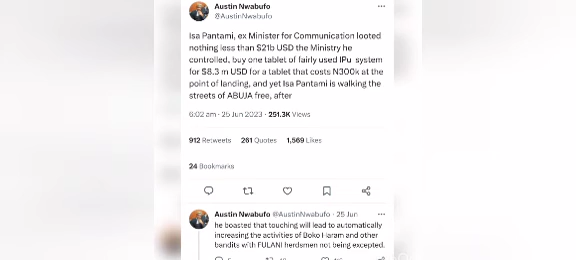 Austin Nwabufo
@AustinNwabufo
Isa Pantami, ex Minister for Communication looted
nothing less than $21b USD the Ministry he
controlled, buy one tablet of fairly used IPu system
for $8.3 m USD for a tablet that costs N300k at the
point of landing, and yet Isa Pantami is walking the
streets of ABUJA free, after
6:02 am · 25 Jun 2023 · 251.3K Views
912 Retweets 261 Quotes 1,569 Likes
24 Bookmarks
Austin Nwabufo @AustinNwabufo · 25 Jun
he boasted that touching will lead to automatically
increasing the activities of Boko Haram and other
bandits with FULANI herdsmen not being excepted.